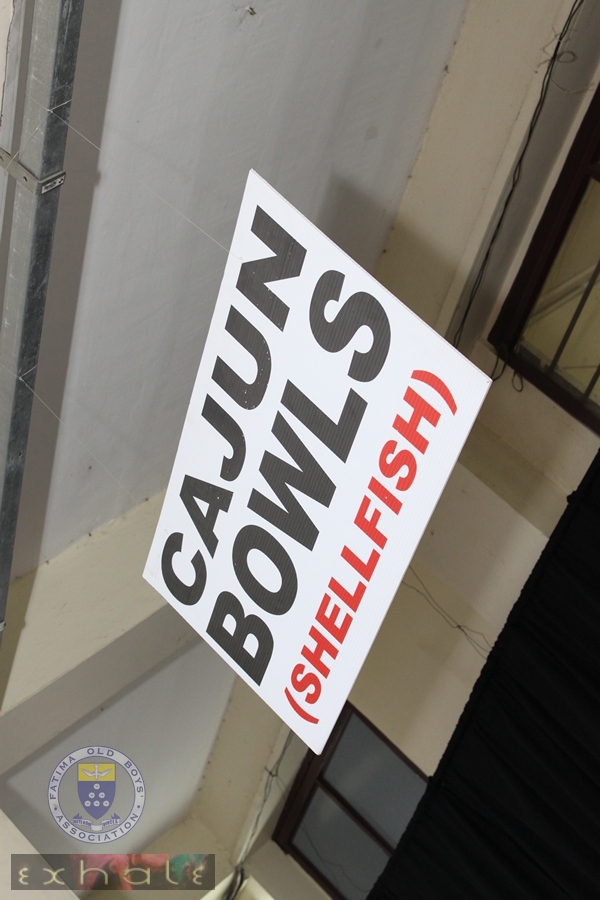 CAJUN
BOWLS
(SHELLFISH)
FATIMA OLD BOYS'
ASSOCIATION
exhale